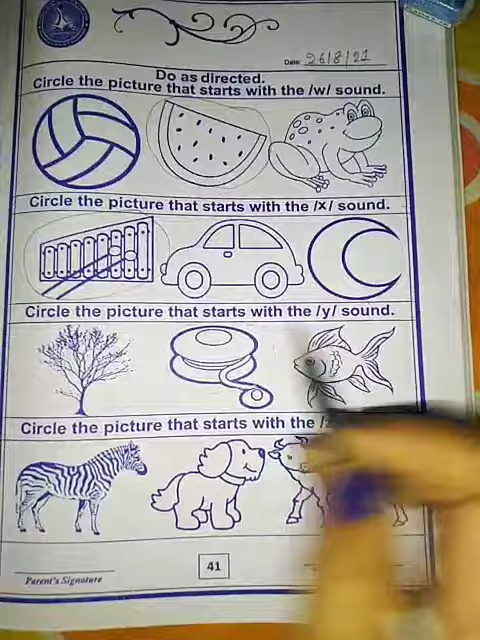 Date: 26/8/21
Do as directed.
Circle the picture that starts with the /w/ sound.
Circle the picture that starts with the /x/ sound.
Circle the picture that starts with the /y/ sound.
Circle the picture that starts with the
41
Parent's Signature